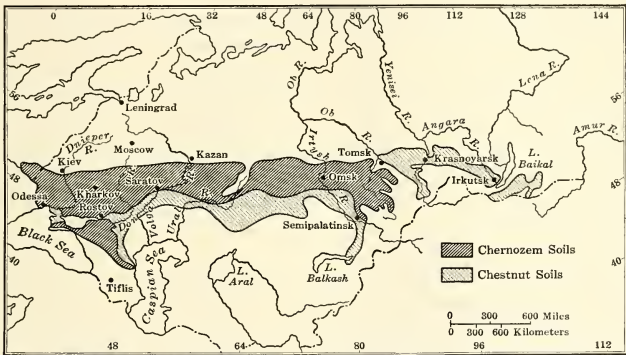 0 16 32 48 64 80 96 112 128 144
56
56
Ob R.
Yenisei R.
Lena R.
Leningrad
Ob
Angara R.
Amur R.
Dnieper R.
Moscow
Irtish R.
Tomsk
Kiev
Kazan
Krasnoyarsk
L. Baikal
48
48
Kharkov
Saratov
R.
Omsk
Irkutsk
Odessa
Rostov
Don
Volga
Ural
R.
Semipalatinsk
Black Sea
40
40
Caspian Sea
L. Aral
L. Balkash
Tiflis
Chernozem Soils
Chestnut Soils
0 300 600 Miles
0 300 600 Kilometers
48 64 80 96 112